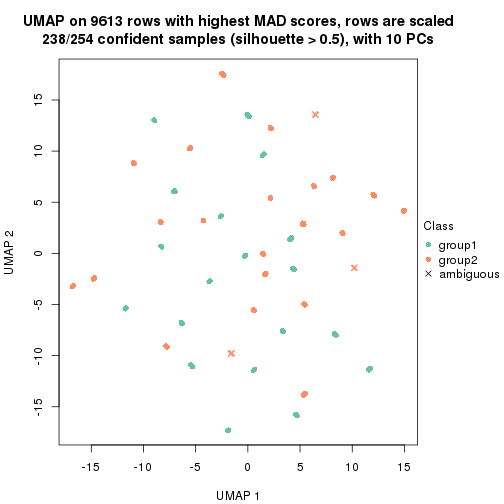 UMAP on 9613 rows with highest MAD scores, rows are scaled
238/254 confident samples (silhouette > 0.5), with 10 PCs
15
10
5
0
-5
-10
-15
UMAP 2
-15
-10
-5
0
5
10
15
UMAP 1
Class
group1
group2
ambiguous